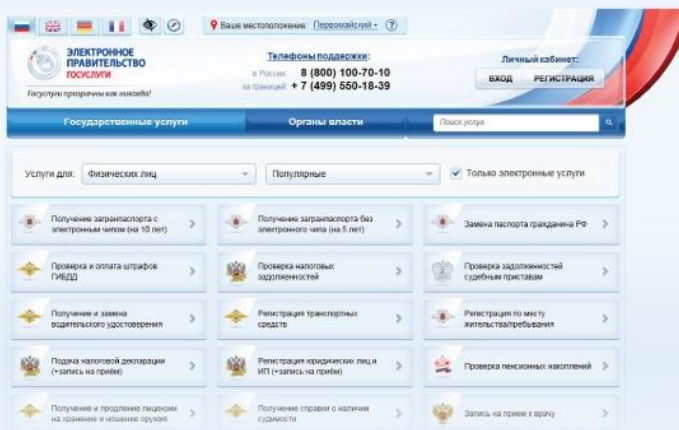 Ваше местоположение: Первомайский
ЭЛЕКТРОННОЕ
ПРАВИТЕЛЬСТВО
ГОСУСЛУГИ
Госуслуги прозрачны как никогда!
Телефоны поддержки:
в России: 8 (800) 100-70-10
за границей + 7 (499) 550-18-39
Личный кабинет:
ВХОД РЕГИСТРАЦИЯ
Государственные услуги Органы власти Поиск услуг
Услуги для: Физических лиц Популярные Только электронные услуги
Получение загранпаспорта с
электронным чипом (на 10 лет)
Получение загранпаспорта без
электронного чипа (на 5 лет)
Замена паспорта гражданина РФ
Проверка и оплата штрафов
ГИБДД
Проверка налоговых
задолженностей
Проверка задолженностей
судебным приставам
Получение и замена
водительского удостоверения
Регистрация транспортных
средств
Регистрация по месту
жительства/пребывания
Подача налоговой декларации
(+запись на приём)
Регистрация юридических лиц и
ИП (+запись на приём)
Проверка пенсионных накоплений
Получение и продление лицензии
на хранение и ношение оружия
Получение справки о наличии
судимости
Запись на прием к врачу